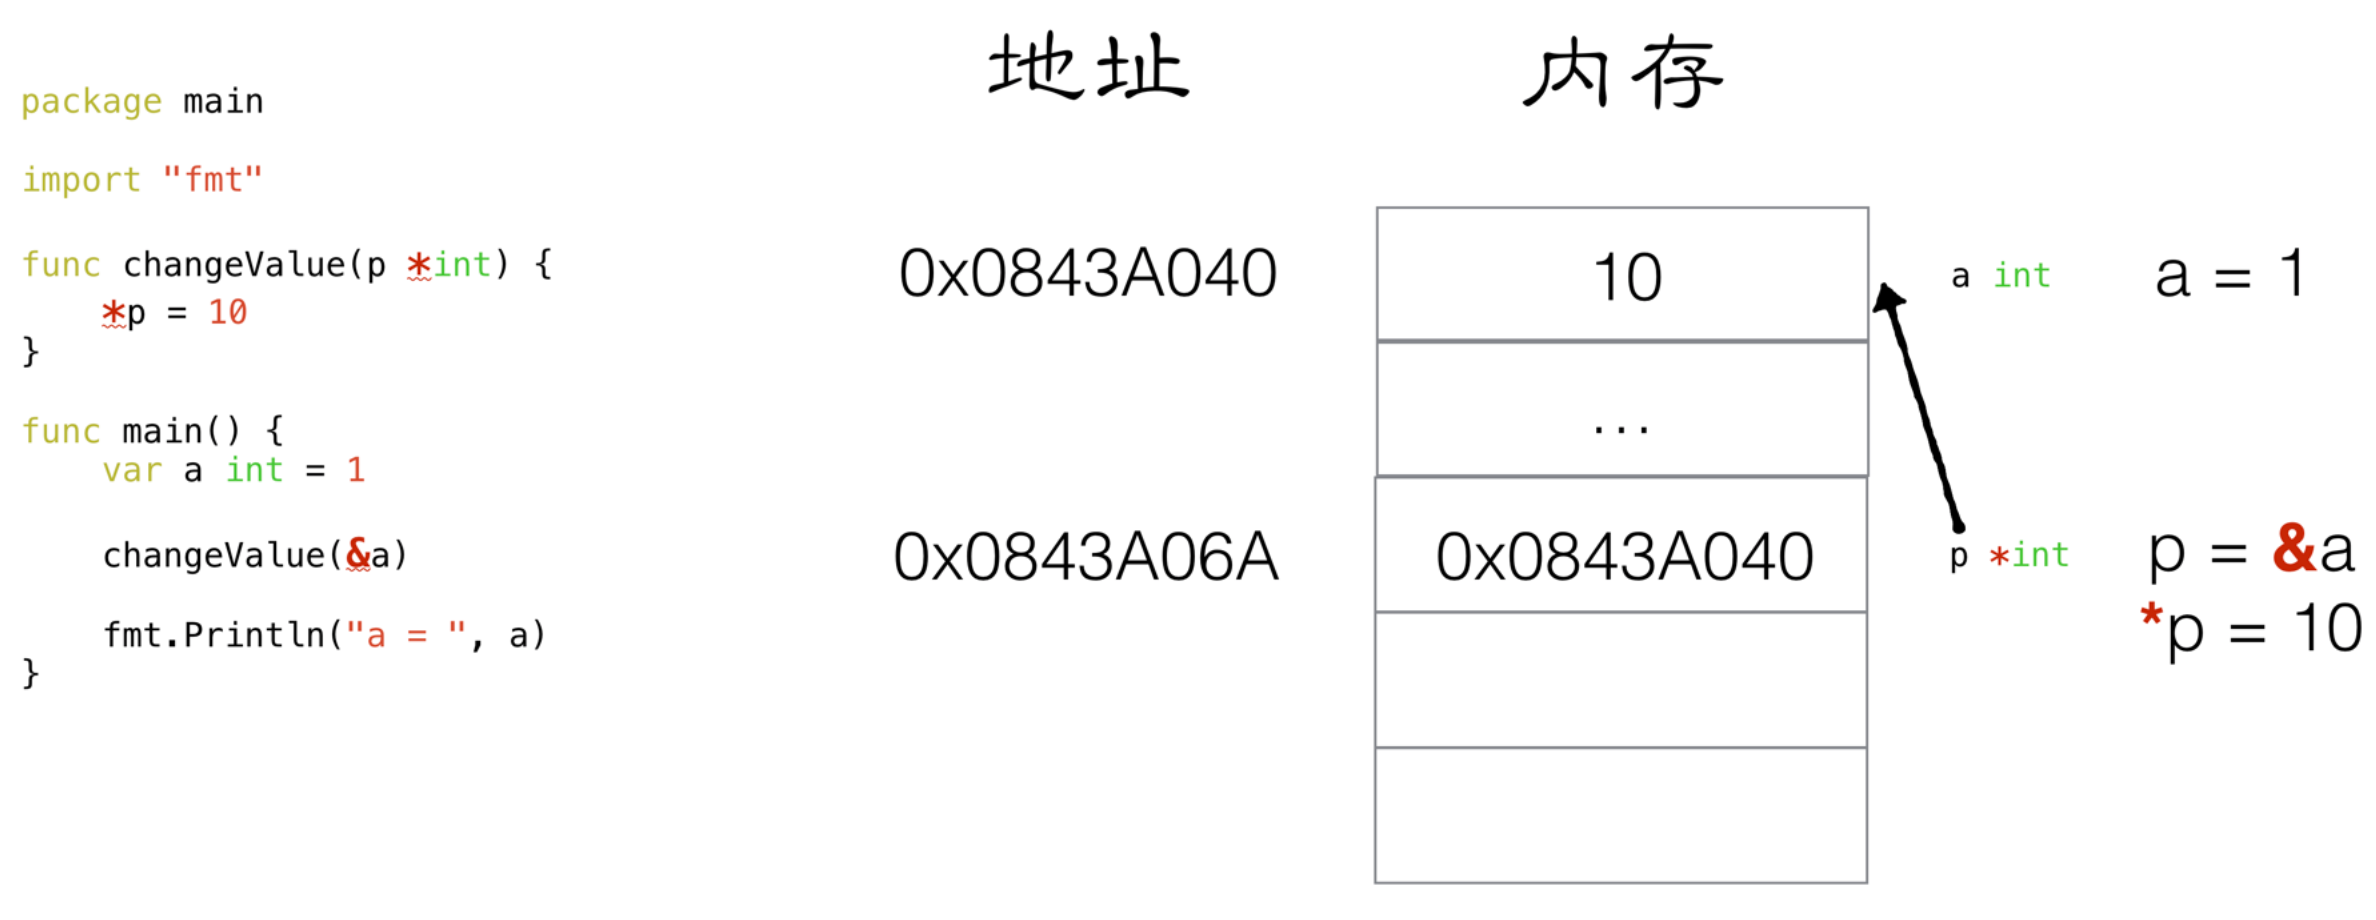 package main
import "fmt"
func changeValue(p *int) {
*p = 10
}
func main() {
var a int = 1
changeValue(&a)
fmt.Println("a = ", a)
}
地址
内存
0x0843A040
10
a int
a = 1
...
0x0843A06A
0x0843A040
p *int
p = &a
*p = 10